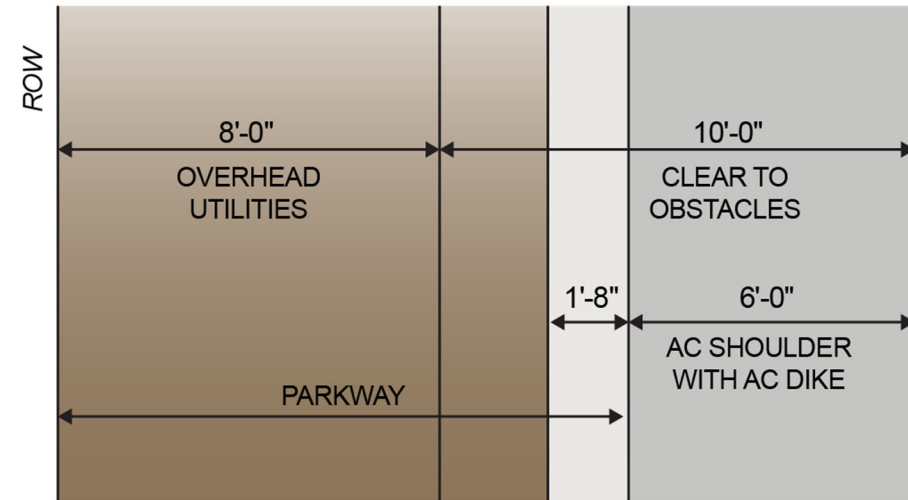 ROW
8'-0"
OVERHEAD
UTILITIES
10'-0"
CLEAR TO
OBSTACLES
1'-8"
6'-0"
AC SHOULDER
WITH AC DIKE
PARKWAY